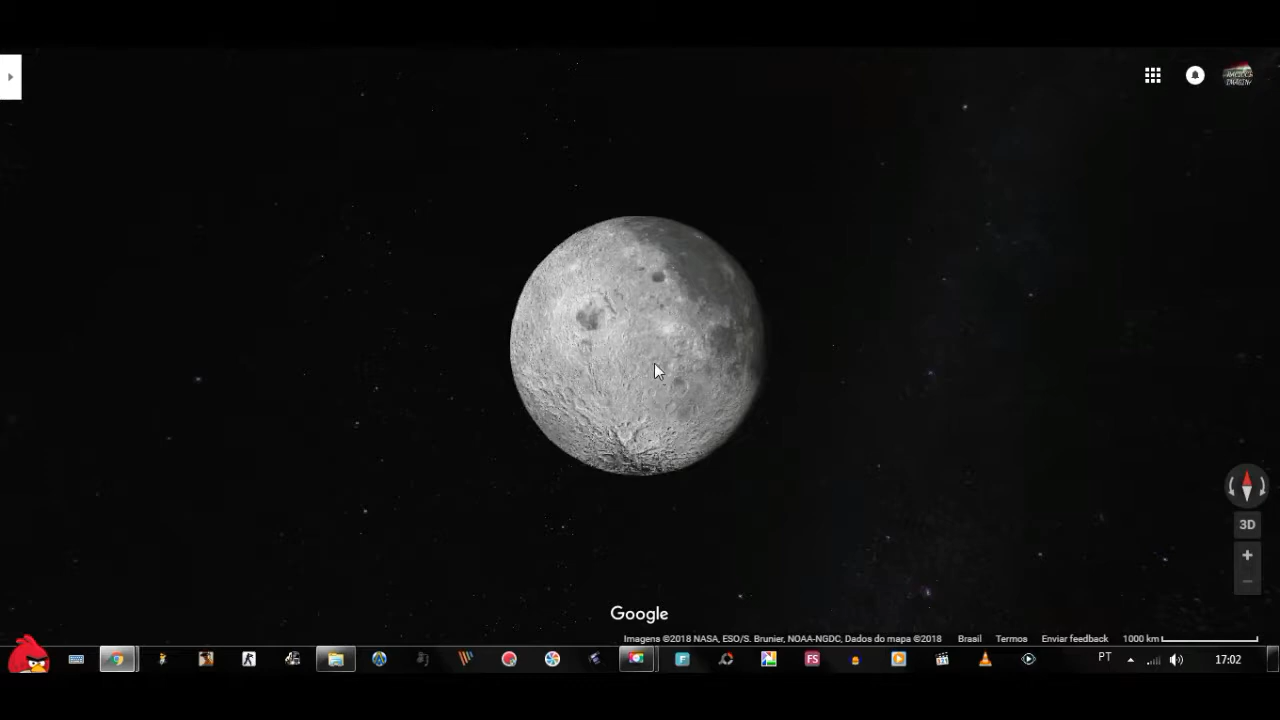 3D
Google
Imagens ©2018 NASA, ESO/S. Brunier, NOAA-NGDC, Dados do mapa ©2018 Brasil Termos Enviar feedback 1000 km
F
FS
PT
17:02